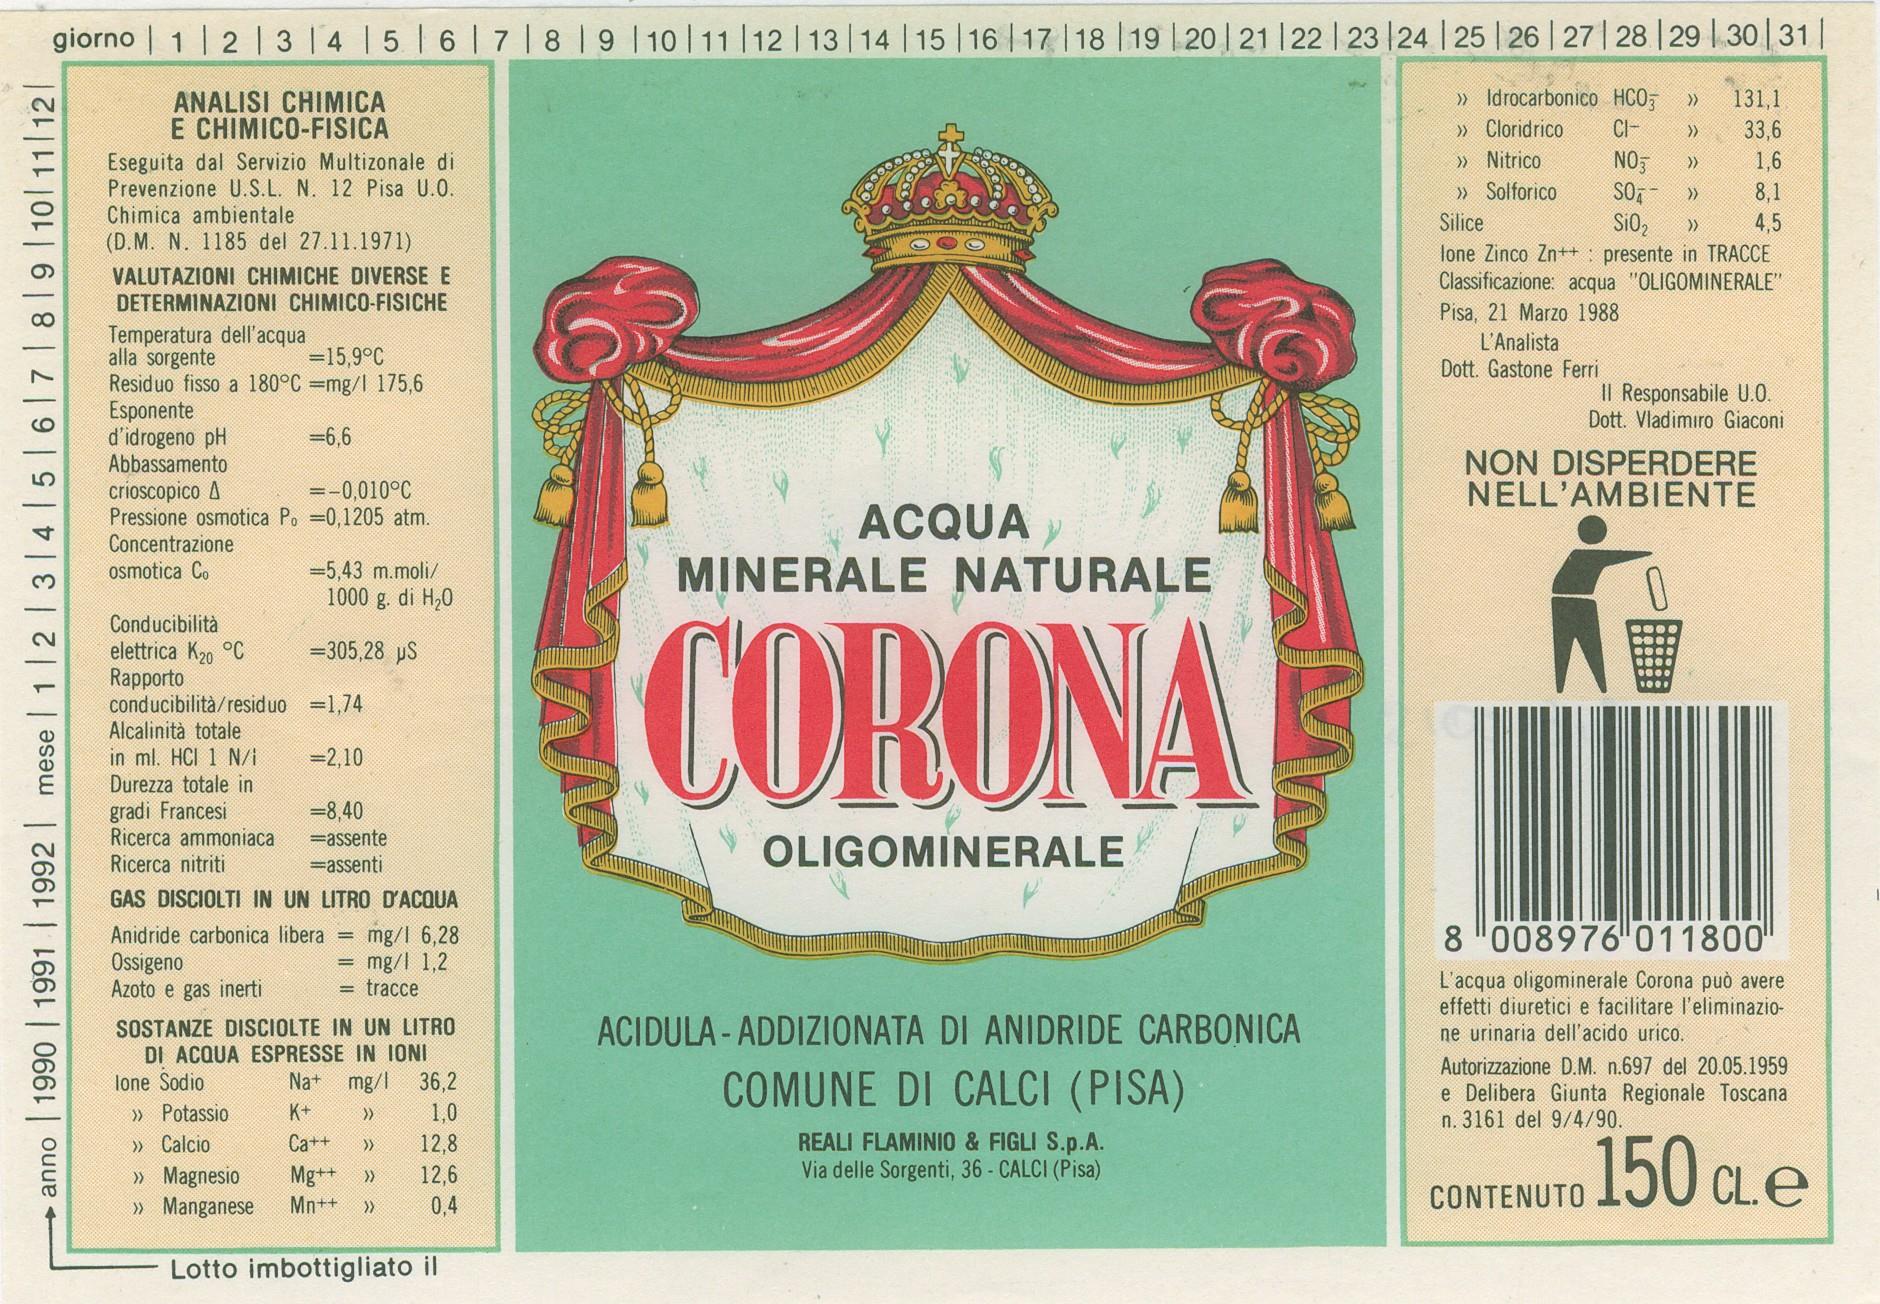 giorno | 1 | 2 | 3 | 4 | 5 | 6 | 7 | 8 | 9 | 10 | 11 | 12 | 13 | 14 | 15 | 16 | 17 | 18 | 19 | 20 | 21 | 22 | 23 | 24 | 25 | 26 | 27 | 28 | 29 | 30 | 31 |
anno | 1990 | 1991 | 1992 | mese | 1 | 2 | 3 | 4 | 5 | 6 | 7 | 8 | 9 | 10 | 11 | 12 |
ANALISI CHIMICA
E CHIMICO-FISICA
Eseguita dal Servizio Multizonale di
Prevenzione U.S.L. N. 12 Pisa U.O.
Chimica ambientale
(D.M. N. 1185 del 27.11.1971)
VALUTAZIONI CHIMICHE DIVERSE E
DETERMINAZIONI CHIMICO-FISICHE
Temperatura dell'acqua
alla sorgente =15,9°C
Residuo fisso a 180°C =mg/l 175,6
Esponente
d'idrogeno pH =6,6
Abbassamento
crioscopico Δ =-0,010°C
Pressione osmotica P₀ =0,1205 atm.
Concentrazione
osmotica C₀ =5,43 m.moli/
1000 g. di H₂O
Conducibilità
elettrica K₂₀ °C =305,28 µS
Rapporto
conducibilità/residuo =1,74
Alcalinità totale
in ml. HCl 1 N/i =2,10
Durezza totale in
gradi Francesi =8,40
Ricerca ammoniaca =assente
Ricerca nitriti =assenti
GAS DISCIOLTI IN UN LITRO D'ACQUA
Anidride carbonica libera = mg/l 6,28
Ossigeno = mg/l 1,2
Azoto e gas inerti = tracce
SOSTANZE DISCIOLTE IN UN LITRO
DI ACQUA ESPRESSE IN IONI
Ione Sodio Na⁺ mg/l 36,2
» Potassio K⁺ » 1,0
» Calcio Ca⁺⁺ » 12,8
» Magnesio Mg⁺⁺ » 12,6
» Manganese Mn⁺⁺ » 0,4
Lotto imbottigliato il
ACQUA
MINERALE NATURALE
CORONA
OLIGOMINERALE
ACIDULA-ADDIZIONATA DI ANIDRIDE CARBONICA
COMUNE DI CALCI (PISA)
REALI FLAMINIO & FIGLI S.p.A.
Via delle Sorgenti, 36 - CALCI (Pisa)
» Idrocarbonico HCO₃⁻ » 131,1
» Cloridrico Cl⁻ » 33,6
» Nitrico NO₃⁻ » 1,6
» Solforico SO₄⁻⁻ » 8,1
Silice SiO₂ » 4,5
Ione Zinco Zn⁺⁺ : presente in TRACCE
Classificazione: acqua "OLIGOMINERALE"
Pisa, 21 Marzo 1988
L'Analista
Dott. Gastone Ferri
Il Responsabile U.O.
Dott. Vladimiro Giaconi
NON DISPERDERE
NELL'AMBIENTE
8 008976 011800
L'acqua oligominerale Corona può avere
effetti diuretici e facilitare l'eliminazio-
ne urinaria dell'acido urico.
Autorizzazione D.M. n.697 del 20.05.1959
e Delibera Giunta Regionale Toscana
n. 3161 del 9/4/90.
CONTENUTO 150 CL. e